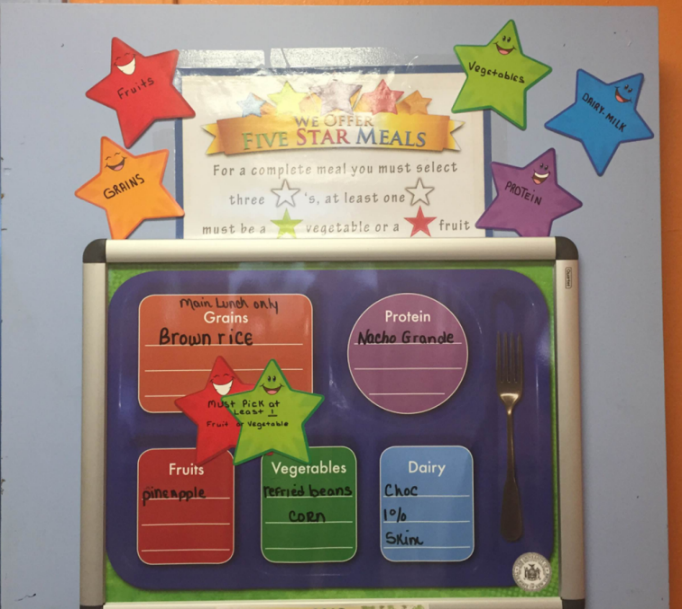 Fruits
Vegetables
DAIRY-MILK
GRAINS
PROTEIN
WE OFFER
FIVE STAR MEALS
For a complete meal you must select
three 's, at least one
must be a vegetable or a fruit
Main Lunch only
Grains
Brown rice
Protein
Nacho Grande
Must Pick at
Least 1
Fruit or Vegetable
Fruits
pineapple
Vegetables
refried beans
corn
Dairy
Choc
1%
Skim